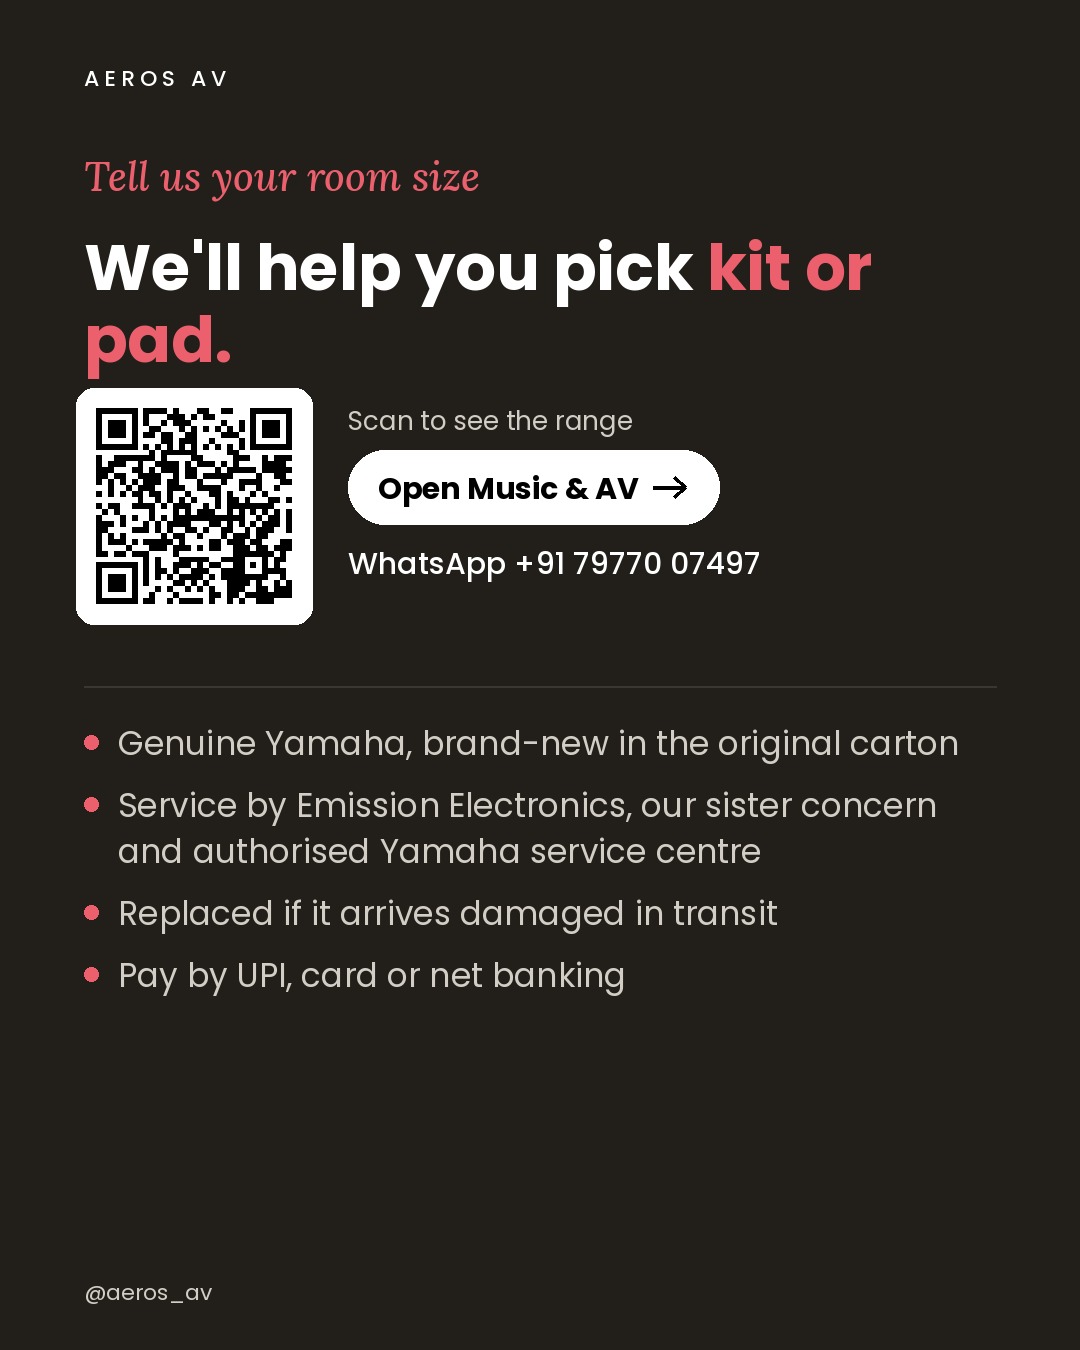 AEROS AV
Tell us your room size
We'll help you pick kit or
pad.
Scan to see the range
Open Music & AV →
WhatsApp +91 79770 07497
Genuine Yamaha, brand-new in the original carton
Service by Emission Electronics, our sister concern
and authorised Yamaha service centre
Replaced if it arrives damaged in transit
Pay by UPI, card or net banking
@aeros_av